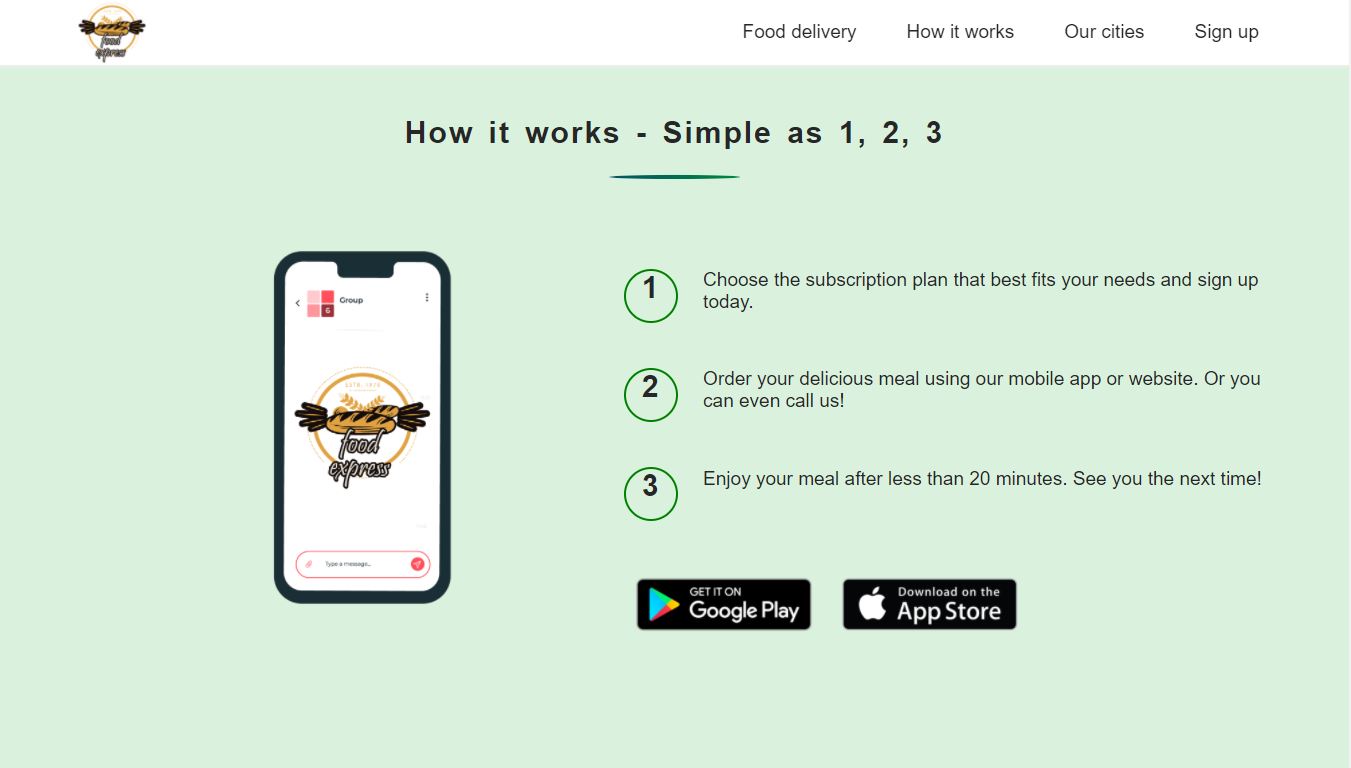 food
express
Food delivery
How it works
Our cities
Sign up
How it works - Simple as 1, 2, 3
Group
G
ESTD. 1975
food
express
Type a message...
1
Choose the subscription plan that best fits your needs and sign up
today.
2
Order your delicious meal using our mobile app or website. Or you
can even call us!
3
Enjoy your meal after less than 20 minutes. See you the next time!
GET IT ON
Google Play
Download on the
App Store